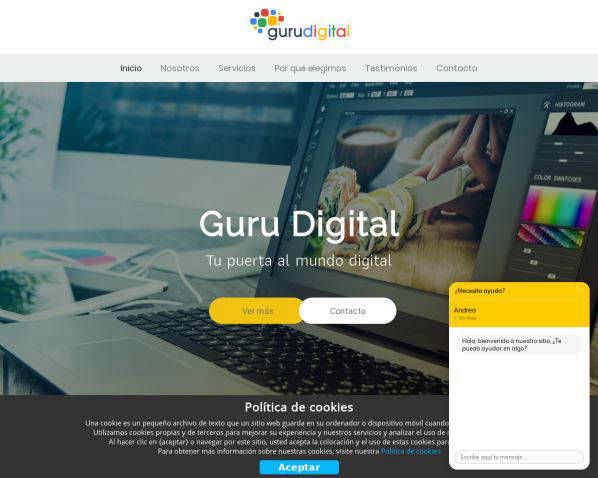 gurudigital
Inicio Nosotros Servicios Por qué elegirnos Testimonios Contacto
HISTOGRAM
Guru Digital
Tu puerta al mundo digital
Ver más Contacto
¿Necesita ayuda?
Andrea
En línea
Hola, bienvenido a nuestro sitio, ¿Te
puedo ayudar en algo?
Escribe aquí tu mensaje...
Política de cookies
Una cookie es un pequeño archivo de texto que un sitio web guarda en su ordenador o dispositivo móvil cuando
Utilizamos cookies propias y de terceros para mejorar su experiencia y nuestros servicios y analizar el uso de
Al hacer clic en {aceptar} o navegar por este sitio, usted acepta la colocación y el uso de estas cookies para
Para obtener más información sobre nuestras cookies, visite nuestra Política de cookies
Aceptar